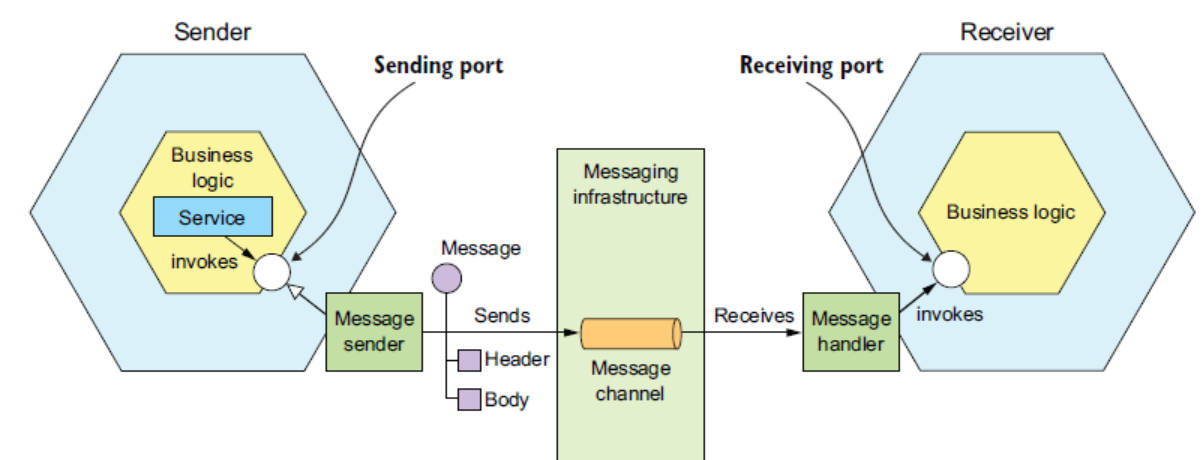 Sender
Receiver
Sending port
Receiving port
Business
logic
Service
invokes
Message
Sends
Header
Body
Message
sender
Messaging
infrastructure
Message
channel
Receives
Message
handler
invokes
Business logic